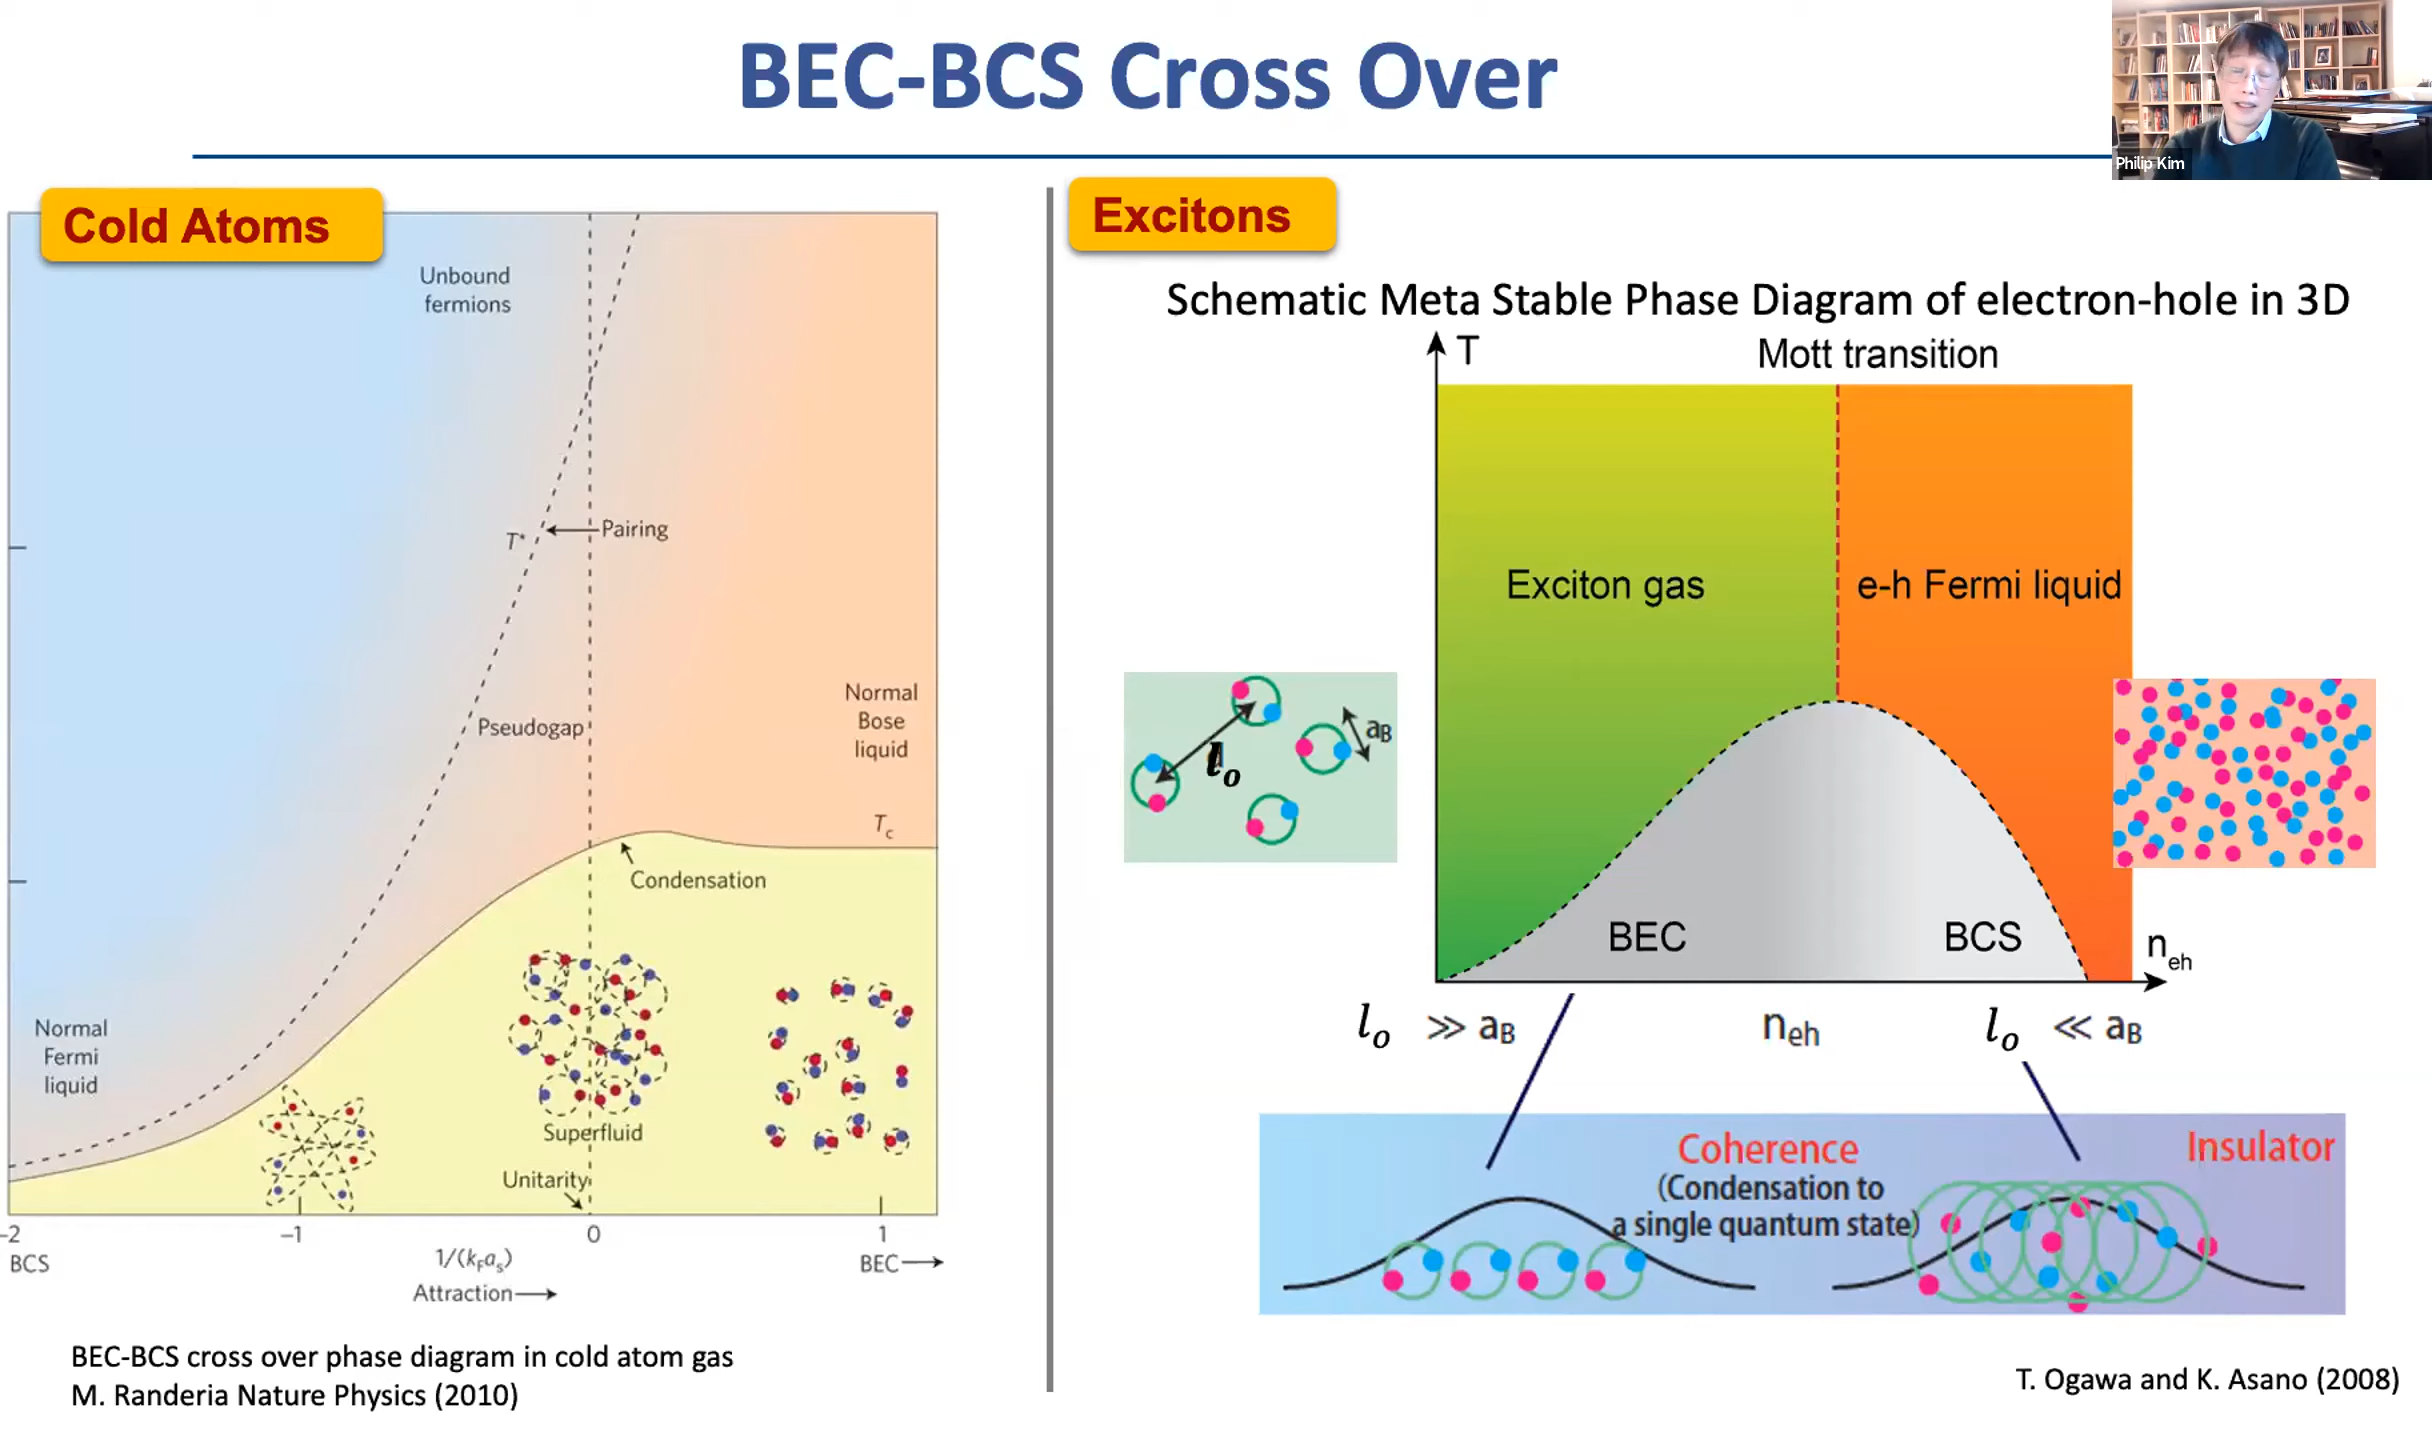 BEC-BCS Cross Over
Philip Kim
Cold Atoms
Unbound
fermions
T*
Pairing
Pseudogap
Normal
Bose
liquid
Tc
Condensation
Normal
Fermi
liquid
Superfluid
Unitarity
-2
-1
0
1
BCS
1/(kFas)
BEC
Attraction
BEC-BCS cross over phase diagram in cold atom gas
M. Randeria Nature Physics (2010)
Excitons
Schematic Meta Stable Phase Diagram of electron-hole in 3D
T
Mott transition
Exciton gas
e-h Fermi liquid
lo
aB
BEC
BCS
neh
lo ≫ aB
neh
lo ≪ aB
Coherence
(Condensation to
a single quantum state)
Insulator
T. Ogawa and K. Asano (2008)